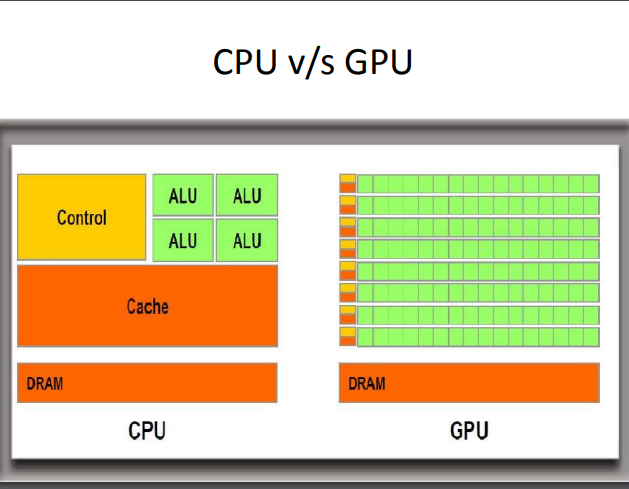 CPU v/s GPU
Control
ALU ALU
ALU ALU
Cache
DRAM
CPU
DRAM
GPU